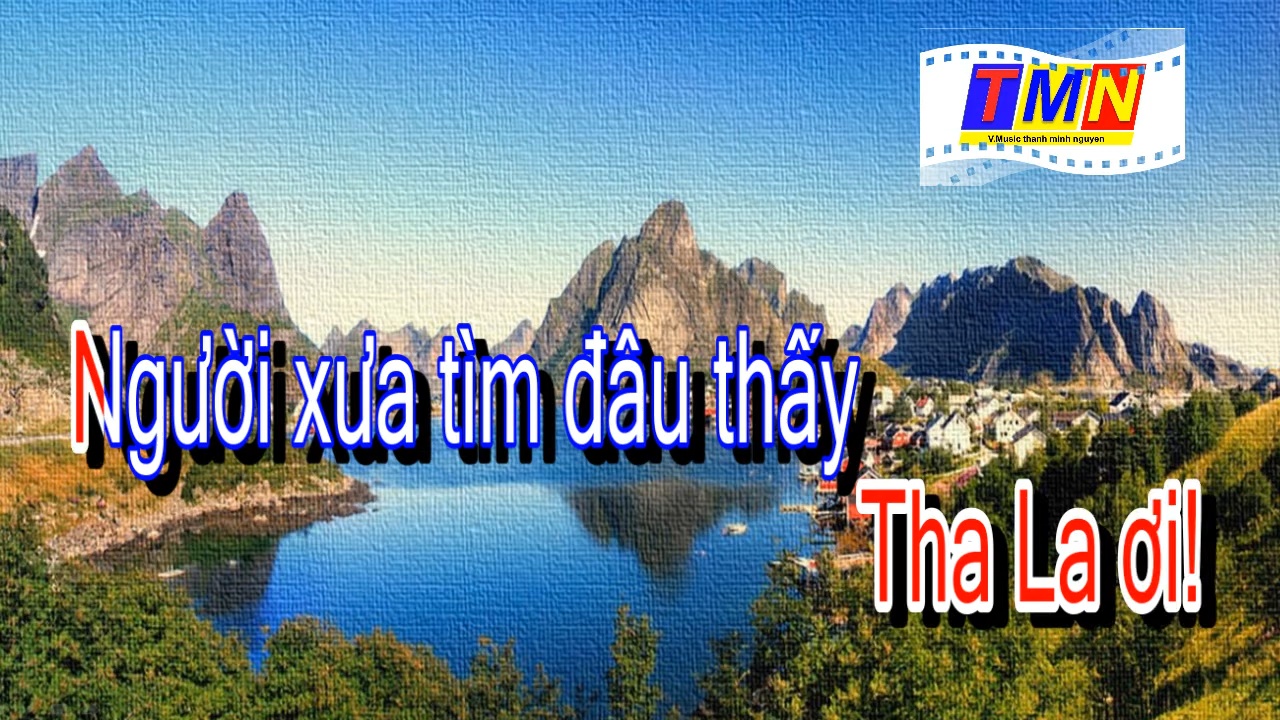 TMN
V.Music thanh minh nguyen
Người xưa tìm đâu thấy
Tha La ơi!